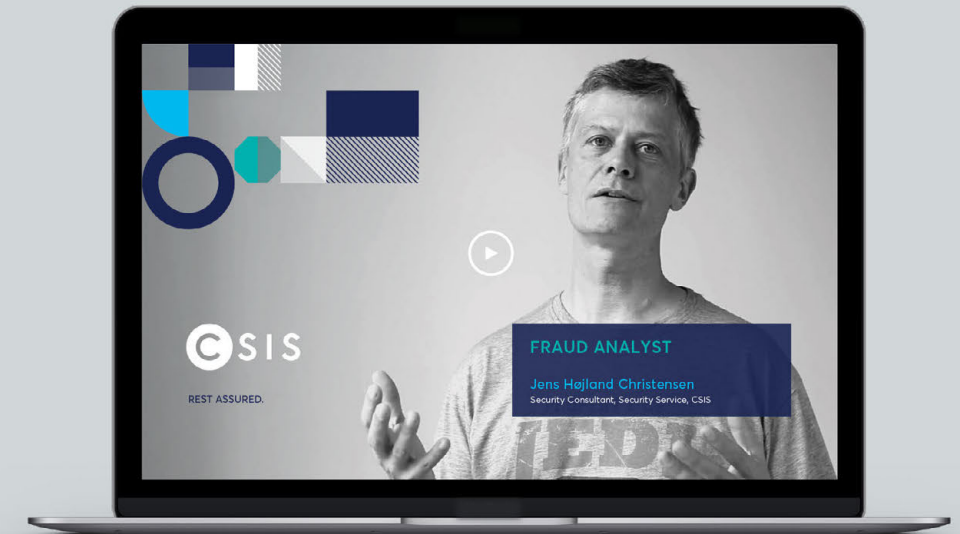 CSIS
REST ASSURED.
FRAUD ANALYST
Jens Højland Christensen
Security Consultant, Security Service, CSIS